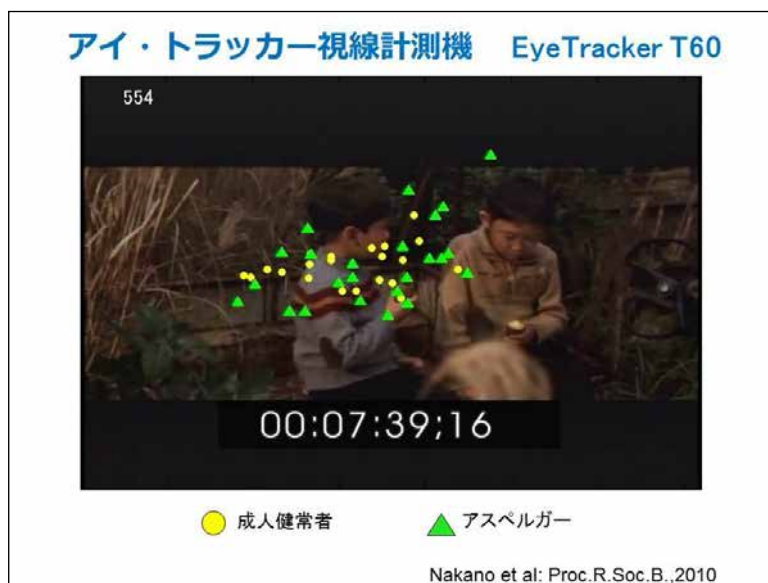 アイ・トラッカー視線計測機 EyeTracker T60
554
00:07:39;16
成人健常者 アスペルガー
Nakano et al: Proc.R.Soc.B.,2010